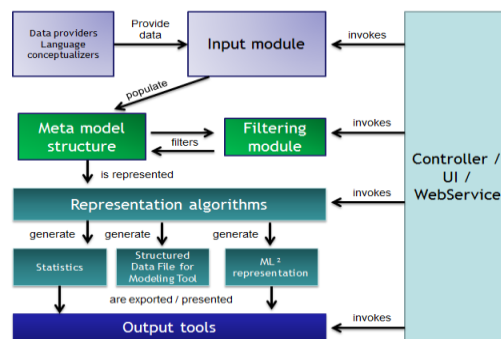 Data providers
Language
conceptualizers
Provide
data
Input module
invokes
populate
Meta model
structure
filters
Filtering
module
invokes
Controller /
UI /
WebService
is represented
Representation algorithms
invokes
generate
generate
generate
Statistics
Structured
Data File for
Modeling Tool
ML²
representation
are exported / presented
Output tools
invokes